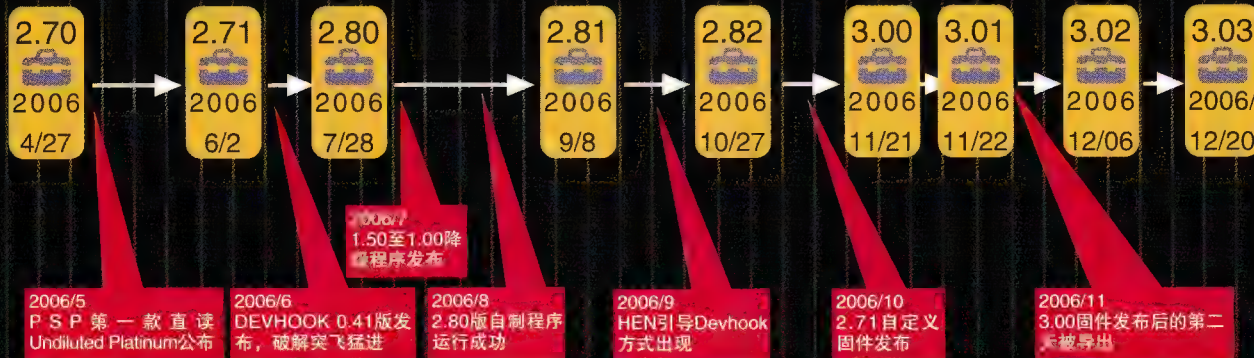 2.70
2006
4/27
2.71
2006
6/2
2.80
2006
7/28
2.81
2006
9/8
2.82
2006
10/27
3.00
2006
11/21
3.01
2006
11/22
3.02
2006
12/06
3.03
2006/
12/20
1.50至1.00降
程序发布
2006/5
PSP第一款直读
Undiluted Platinum公布
2006/6
DEVHOOK 0.41版发
布，破解突飞猛进
2006/8
2.80版自制程序
运行成功
2006/9
HEN引导Devhook
方式出现
2006/10
2.71自定义
固件发布
2006/11
3.00固件发布后的第二
天被导出